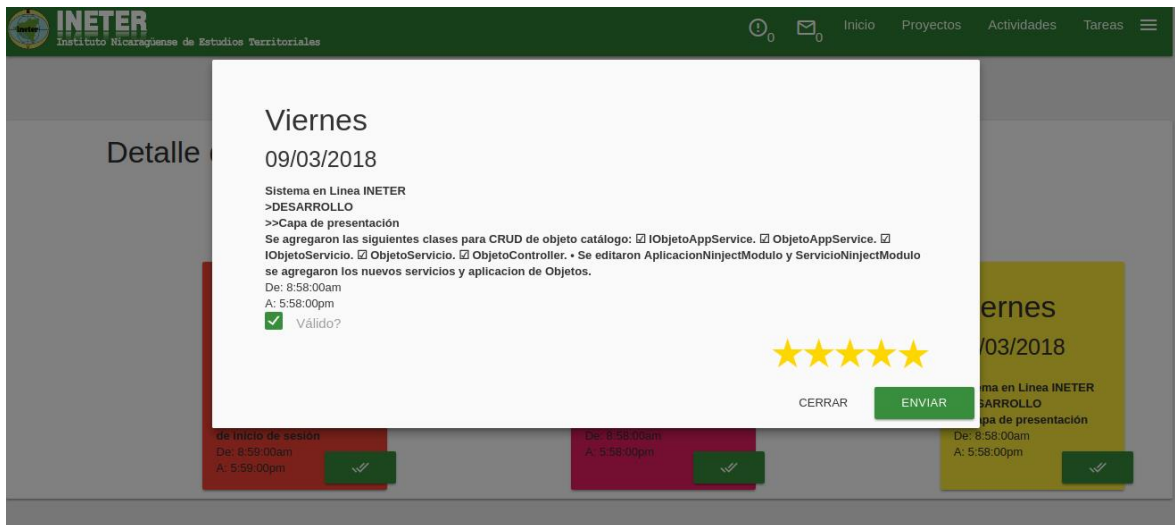 INETER
Instituto Nicaragüense de Estudios Territoriales
0
0
Inicio
Proyectos
Actividades
Tareas
Detalle
Viernes
09/03/2018
Sistema en Linea INETER
>DESARROLLO
>>Capa de presentación
Se agregaron las siguientes clases para CRUD de objeto catálogo: ☑ IObjetoAppService. ☑ ObjetoAppService. ☑
IObjetoServicio. ☑ ObjetoServicio. ☑ ObjetoController. • Se editaron AplicacionNinjectModulo y ServicioNinjectModulo
se agregaron los nuevos servicios y aplicacion de Objetos.
De: 8:58:00am
A: 5:58:00pm
Válido?
CERRAR
ENVIAR
de Inicio de sesión
De: 8:59:00am
A: 5:59:00pm
De: 8:58:00am
A: 5:58:00pm
ernes
/03/2018
ma en Linea INETER
SARROLLO
pa de presentación
De: 8:58:00am
A: 5:58:00pm